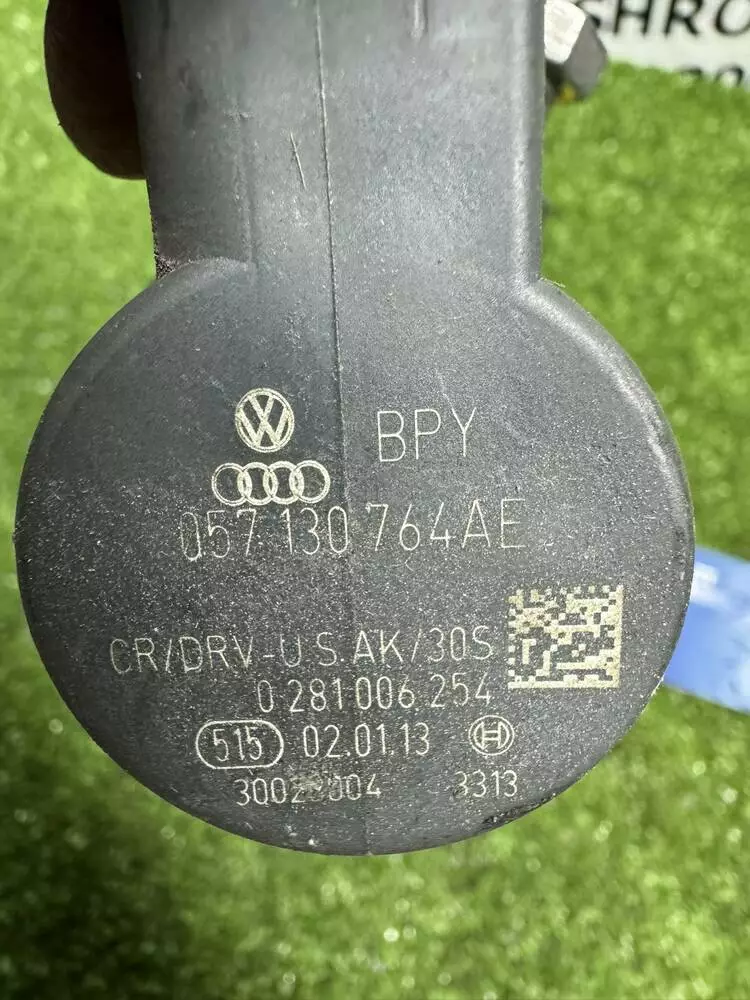 BPY
057 130 764AE
CR/DRV-U.S.AK/30S
0 281 006 254
515 02.01.13
3313